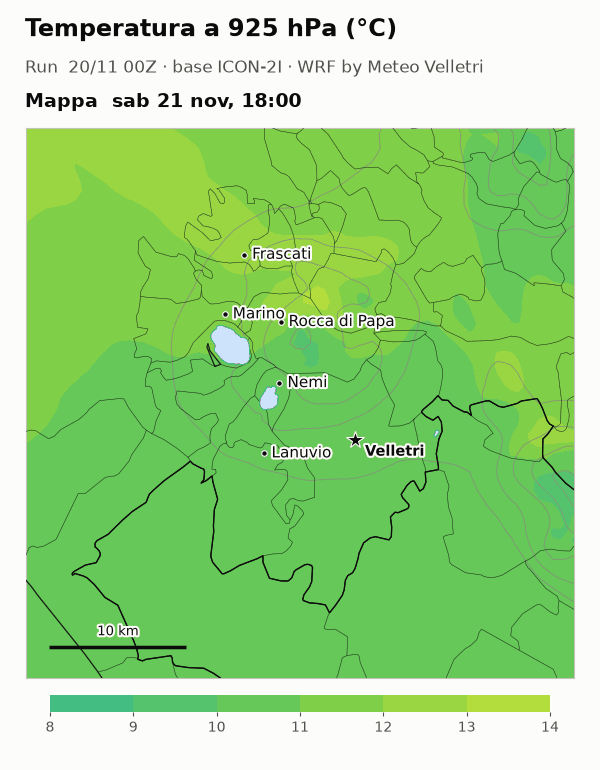 Temperatura a 925 hPa (°C)
Run  20/11 00Z · base ICON-2I · WRF by Meteo Velletri
Mappa  sab 21 nov, 18:00
Frascati
Marino
Rocca di Papa
Nemi
Velletri
Lanuvio
10 km
8 9 10 11 12 13 14